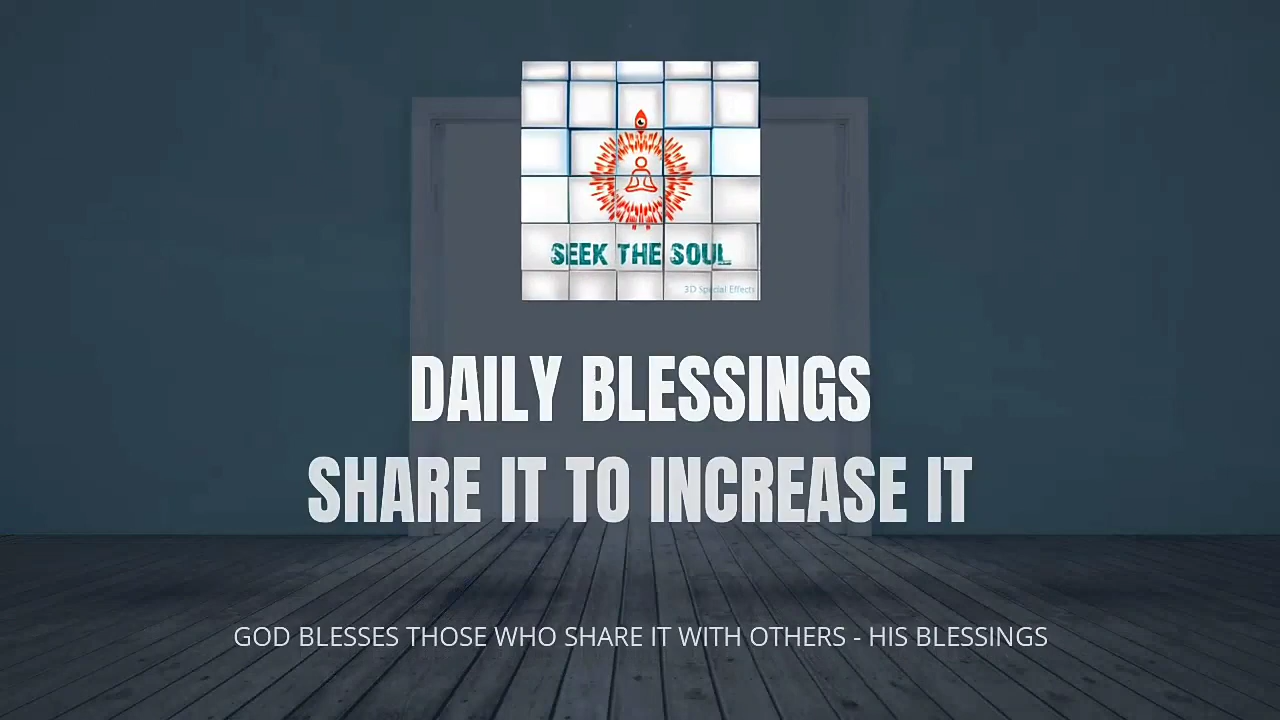 SEEK THE SOUL
3D Special Effects
DAILY BLESSINGS
SHARE IT TO INCREASE IT
GOD BLESSES THOSE WHO SHARE IT WITH OTHERS - HIS BLESSINGS